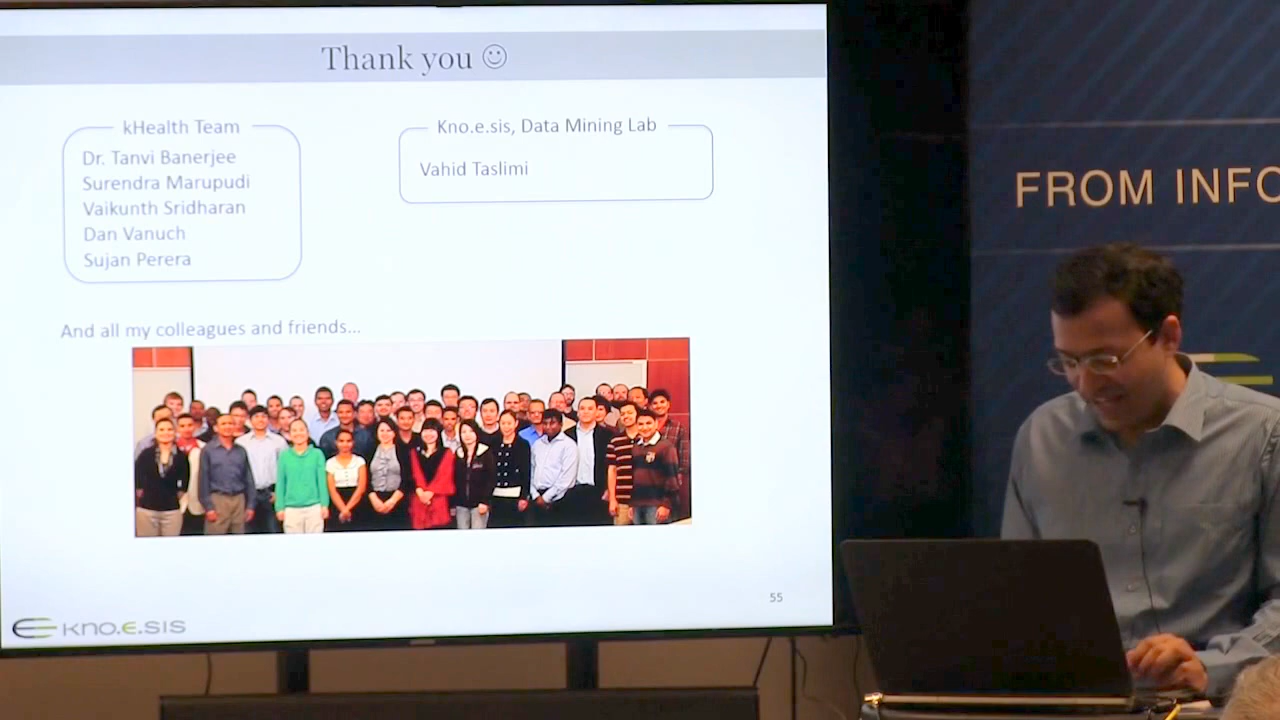 Thank you ☺
kHealth Team
Dr. Tanvi Banerjee
Surendra Marupudi
Vaikunth Sridharan
Dan Vanuch
Sujan Perera
Kno.e.sis, Data Mining Lab
Vahid Taslimi
And all my colleagues and friends...
55
KNO.E.SIS
FROM INFO